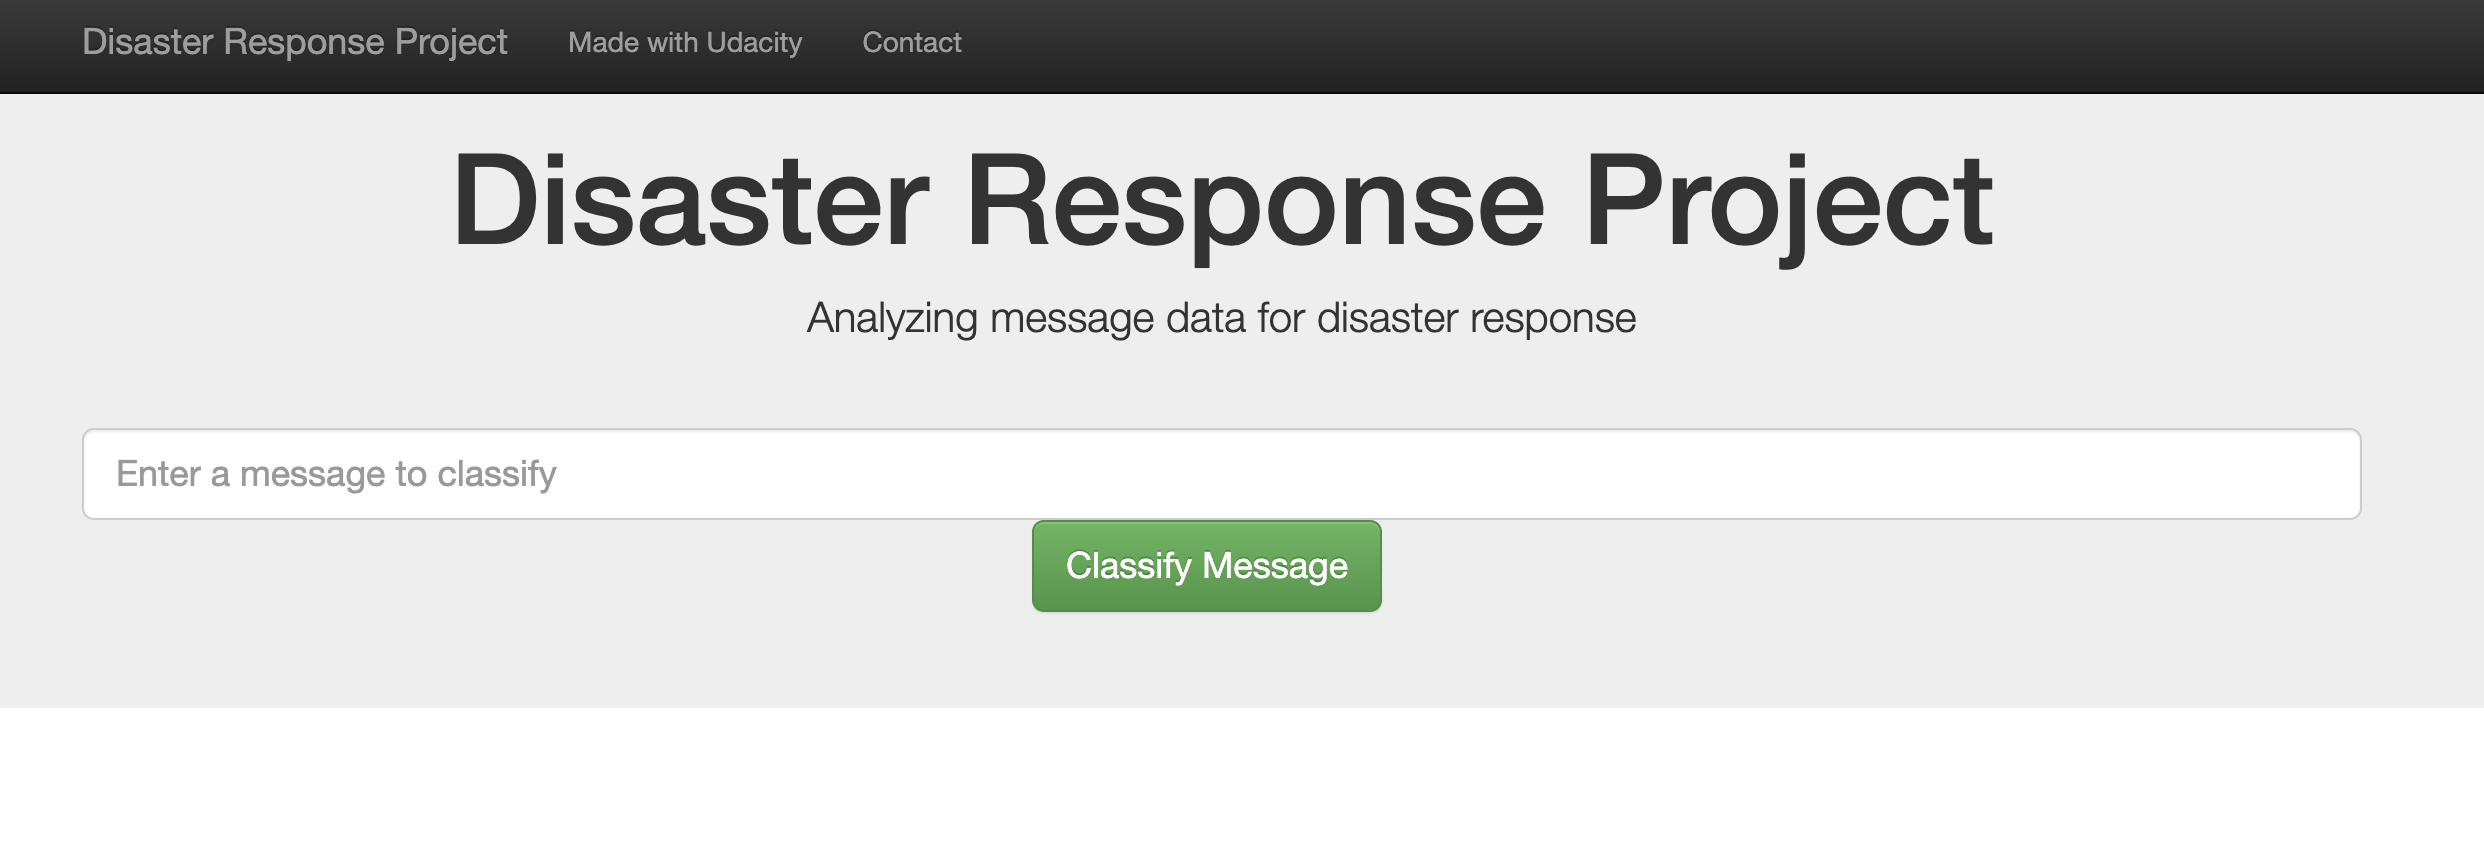 Disaster Response Project Made with Udacity Contact
Disaster Response Project
Analyzing message data for disaster response
Enter a message to classify
Classify Message